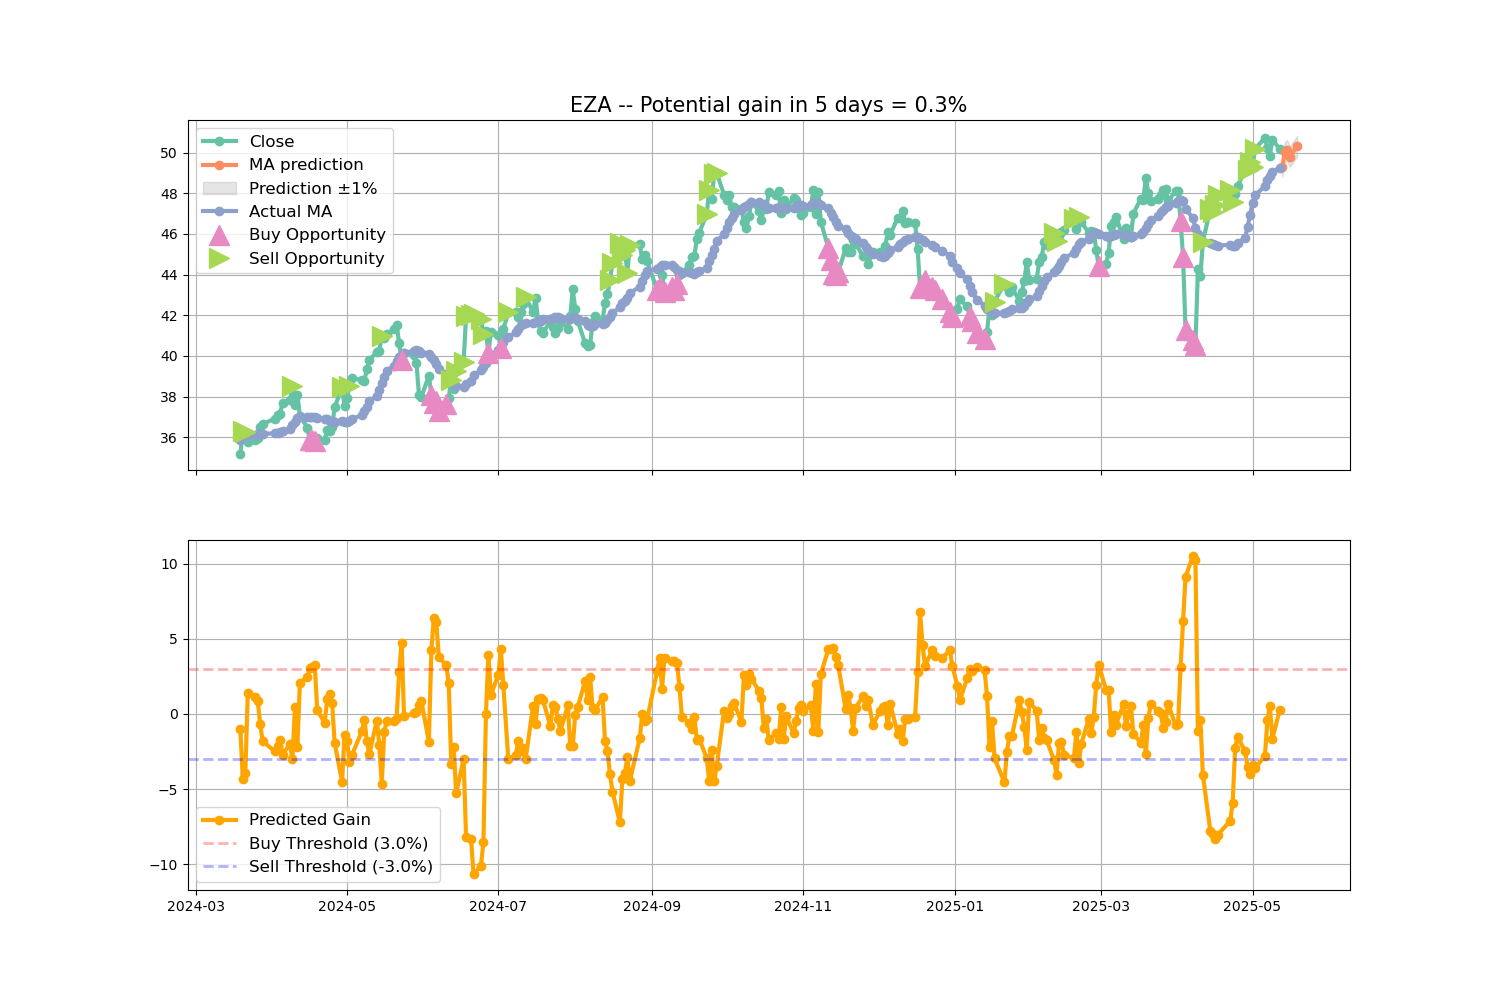 EZA -- Potential gain in 5 days = 0.3%
50
48
46
44
42
40
38
36
Close
MA prediction
Prediction ±1%
Actual MA
Buy Opportunity
Sell Opportunity
10
5
0
−5
−10
Predicted Gain
Buy Threshold (3.0%)
Sell Threshold (-3.0%)
2024-03 2024-05 2024-07 2024-09 2024-11 2025-01 2025-03 2025-05